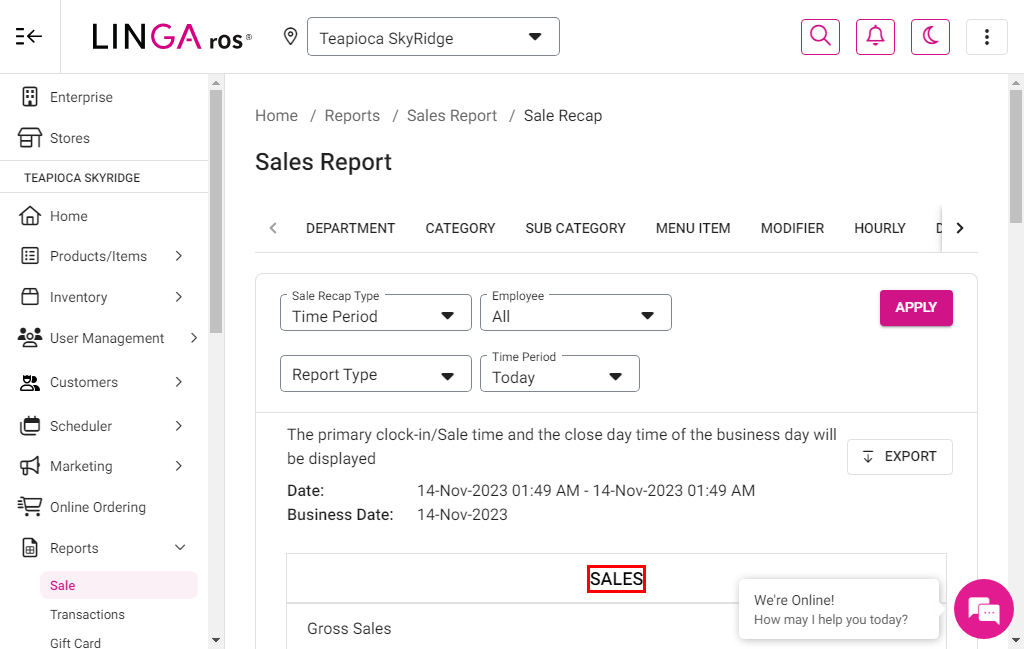 LINGA ros®
Teapioca SkyRidge
Enterprise
Stores
TEAPIOCA SKYRIDGE
Home
Products/Items
Inventory
User Management
Customers
Scheduler
Marketing
Online Ordering
Reports
Sale
Transactions
Gift Card
Home / Reports / Sales Report / Sale Recap
Sales Report
DEPARTMENT CATEGORY SUB CATEGORY MENU ITEM MODIFIER HOURLY
Sale Recap Type
Time Period
Employee
All
APPLY
Report Type
Time Period
Today
The primary clock-in/Sale time and the close day time of the business day will
be displayed
EXPORT
Date: 14-Nov-2023 01:49 AM - 14-Nov-2023 01:49 AM
Business Date: 14-Nov-2023
SALES
Gross Sales
We're Online!
How may I help you today?